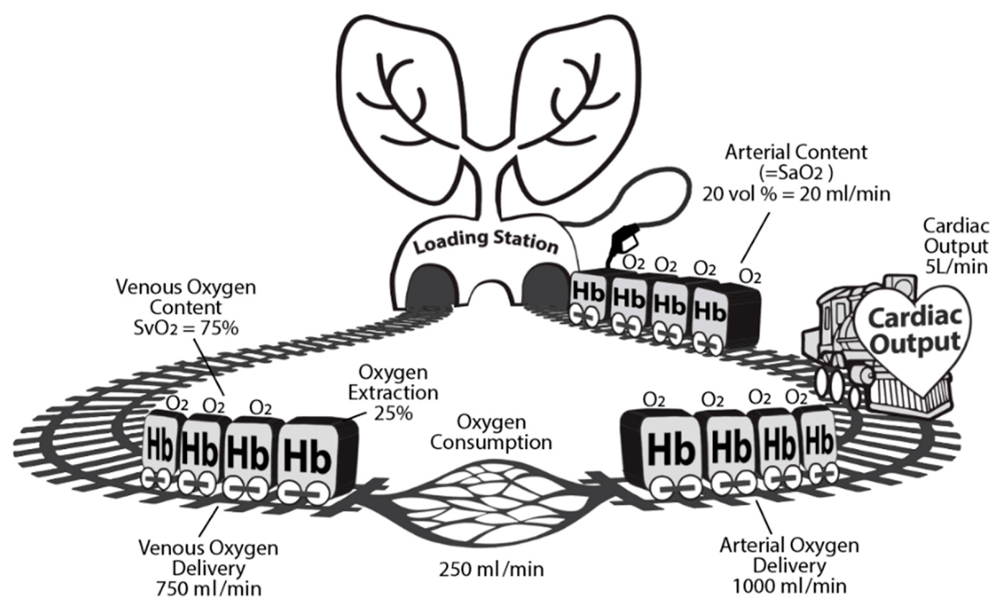 Arterial Content
(=SaO2 )
20 vol % = 20 ml/min
Cardiac
Output
5L/min
Loading Station
O2 O2 O2 O2
Hb Hb Hb Hb
Cardiac
Output
Venous Oxygen
Content
SvO2 = 75%
Oxygen
Extraction
25%
O2 O2 O2
Hb Hb Hb Hb
Oxygen
Consumption
O2 O2 O2 O2
Hb Hb Hb Hb
Venous Oxygen
Delivery
750 ml/min
250 ml/min
Arterial Oxygen
Delivery
1000 ml/min